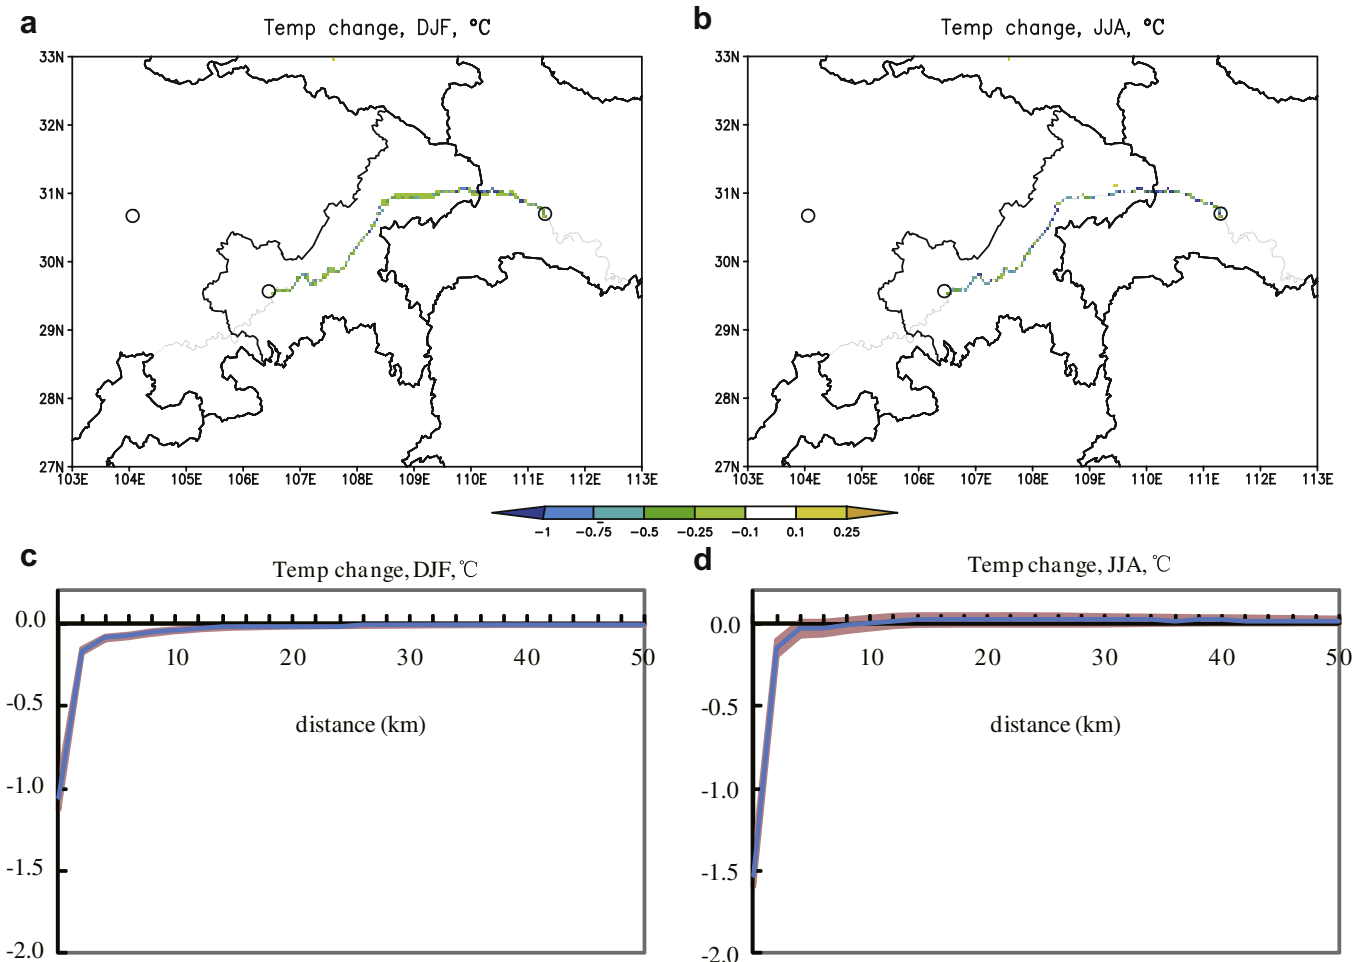 a
Temp change, DJF, °C
33N
32N
31N
30N
29N
28N
27N
103E 104E 105E 106E 107E 108E 109E 110E 111E 112E 113E
b
Temp change, JJA, °C
33N
32N
31N
30N
29N
28N
27N
103E 104E 105E 106E 107E 108E 109E 110E 111E 112E 113E
-1 -0.75 -0.5 -0.25 -0.1 0.1 0.25
c
Temp change, DJF, ℃
0.0
10 20 30 40 50
-0.5
distance (km)
-1.0
-1.5
-2.0
d
Temp change, JJA, ℃
0.0
10 20 30 40 50
-0.5
distance (km)
-1.0
-1.5
-2.0